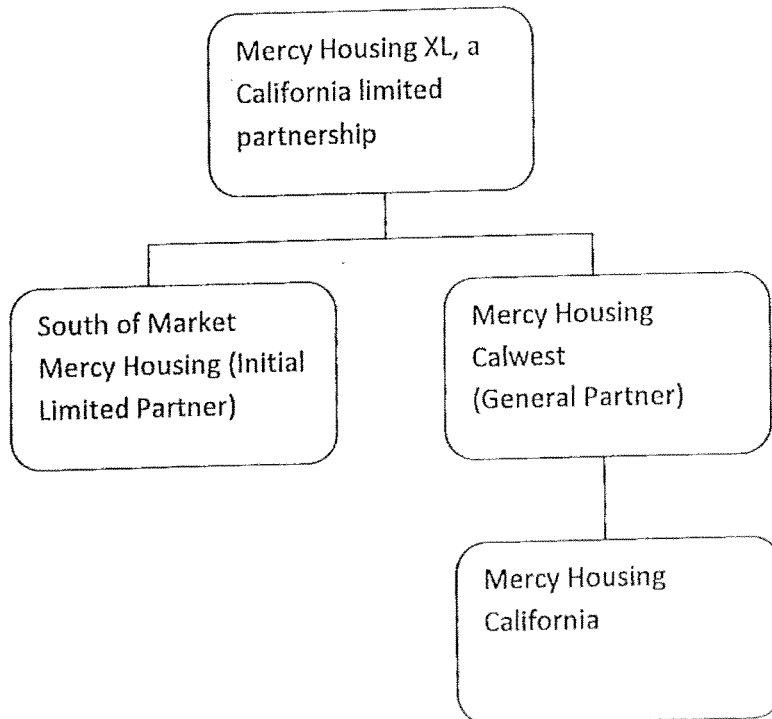 Mercy Housing XL, a
California limited
partnership
South of Market
Mercy Housing (Initial
Limited Partner)
Mercy Housing
Calwest
(General Partner)
Mercy Housing
California